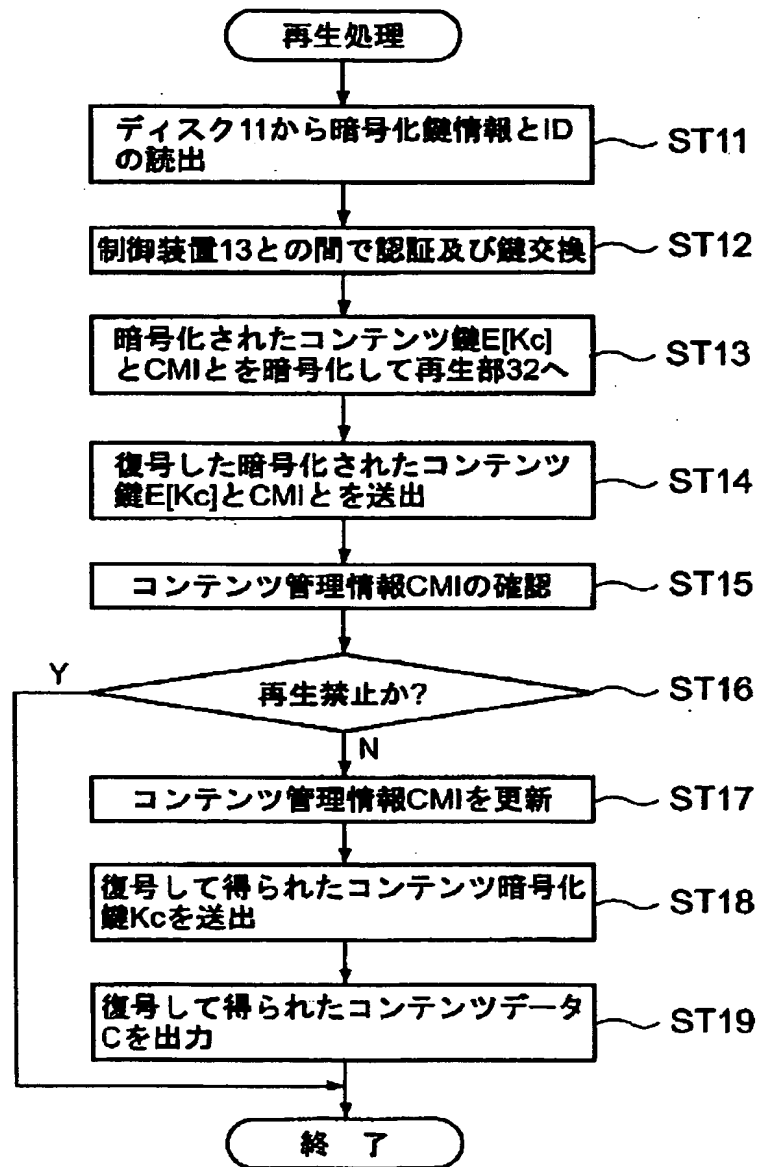 再生処理
ディスク11から暗号化鍵情報とID
の読出
ST11
制御装置13との間で認証及び鍵交換
ST12
暗号化されたコンテンツ鍵E[Kc]
とCMIとを暗号化して再生部32へ
ST13
復号した暗号化されたコンテンツ
鍵E[Kc]とCMIとを送出
ST14
コンテンツ管理情報CMIの確認
ST15
Y
再生禁止か?
ST16
N
コンテンツ管理情報CMIを更新
ST17
復号して得られたコンテンツ暗号化
鍵Kcを送出
ST18
復号して得られたコンテンツデータ
Cを出力
ST19
終 了